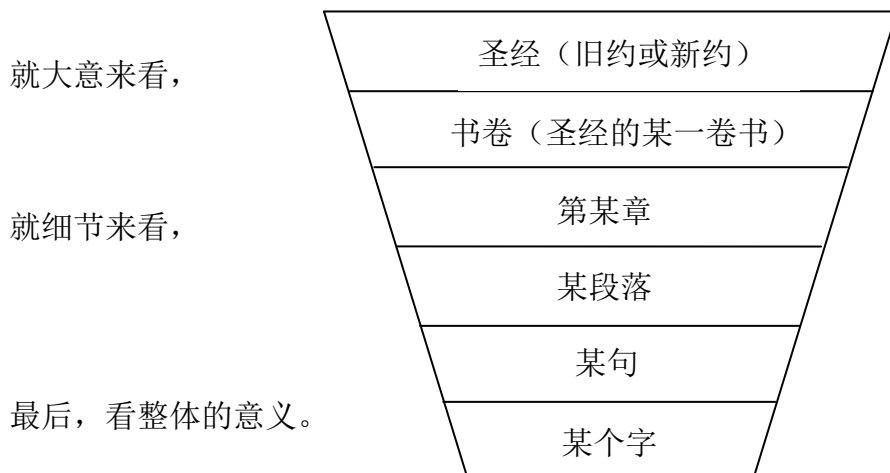 圣经（旧约或新约）
就大意来看，
书卷（圣经的某一卷书）
第某章
就细节来看，
某段落
某句
最后，看整体的意义。
某个字